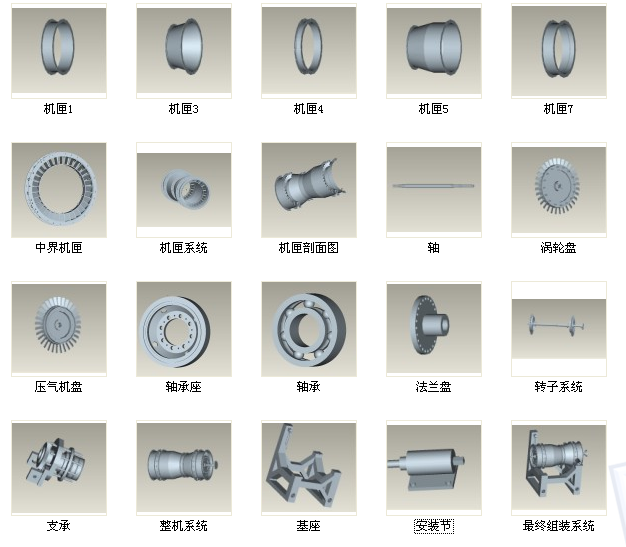 机匣1
机匣3
机匣4
机匣5
机匣7
中界机匣
机匣系统
机匣剖面图
轴
涡轮盘
压气机盘
轴承座
轴承
法兰盘
转子系统
支承
整机系统
基座
安装节
最终组装系统